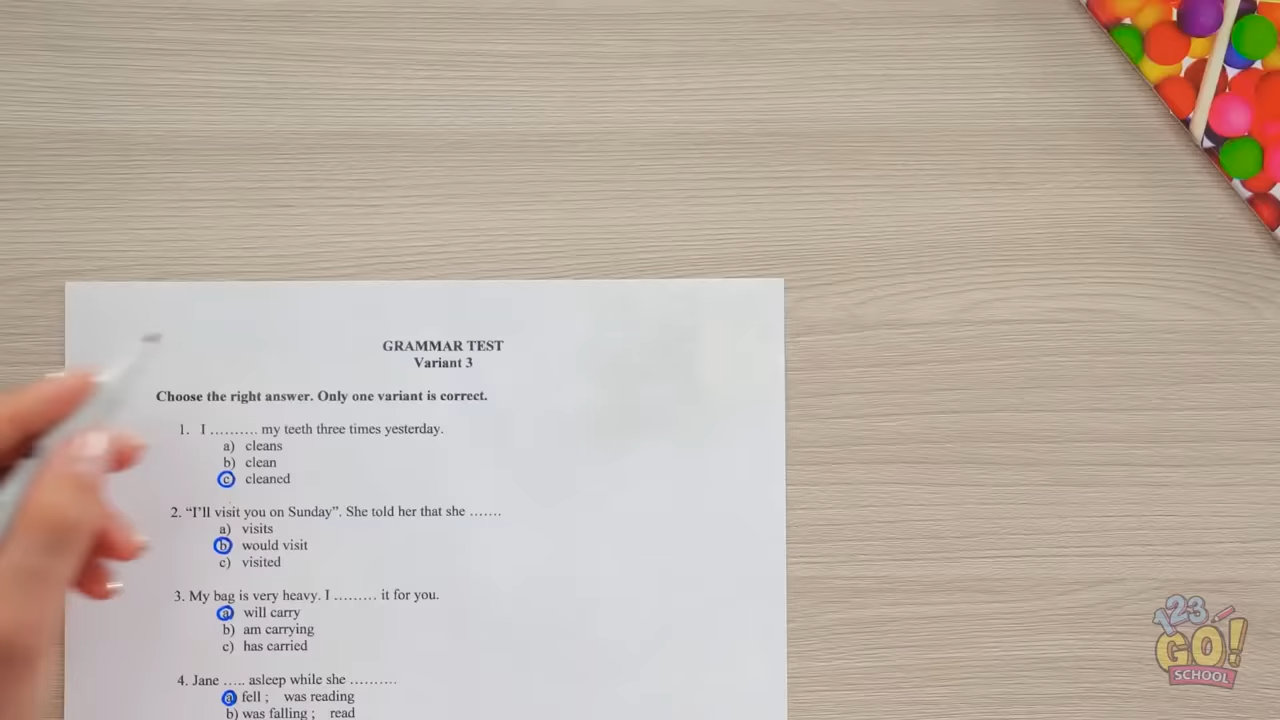 GRAMMAR TEST
Variant 3
Choose the right answer. Only one variant is correct.
1. I .......... my teeth three times yesterday.
a) cleans
b) clean
c) cleaned
2. “I’ll visit you on Sunday”. She told her that she .......
a) visits
b) would visit
c) visited
3. My bag is very heavy. I ......... it for you.
a) will carry
b) am carrying
c) has carried
4. Jane ..... asleep while she ..........
a) fell ; was reading
b) was falling ; read
123
GO!
SCHOOL